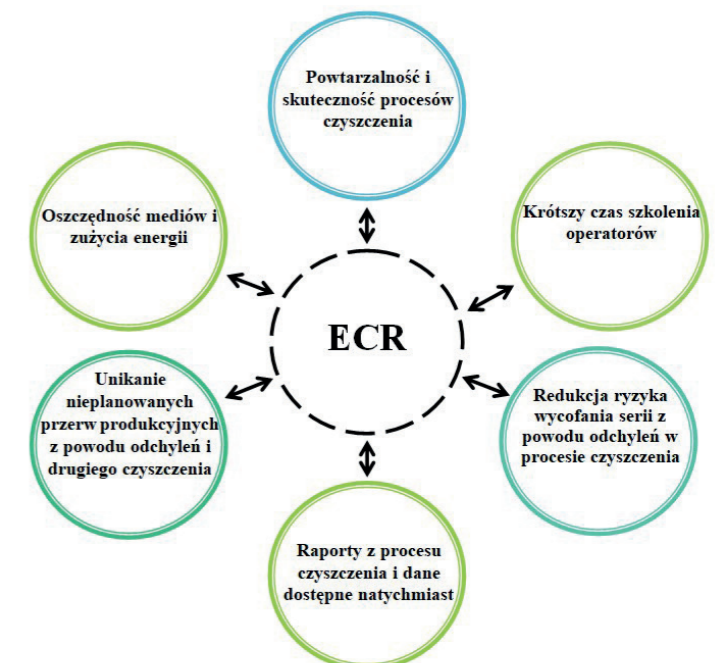 Powtarzalność i
skuteczność procesów
czyszczenia
Oszczędność mediów i
zużycia energii
Krótszy czas szkolenia
operatorów
ECR
Unikanie
nieplanowanych
przerw produkcyjnych
z powodu odchyleń i
drugiego czyszczenia
Redukcja ryzyka
wycofania serii z
powodu odchyleń w
procesie czyszczenia
Raporty z procesu
czyszczenia i dane
dostępne natychmiast